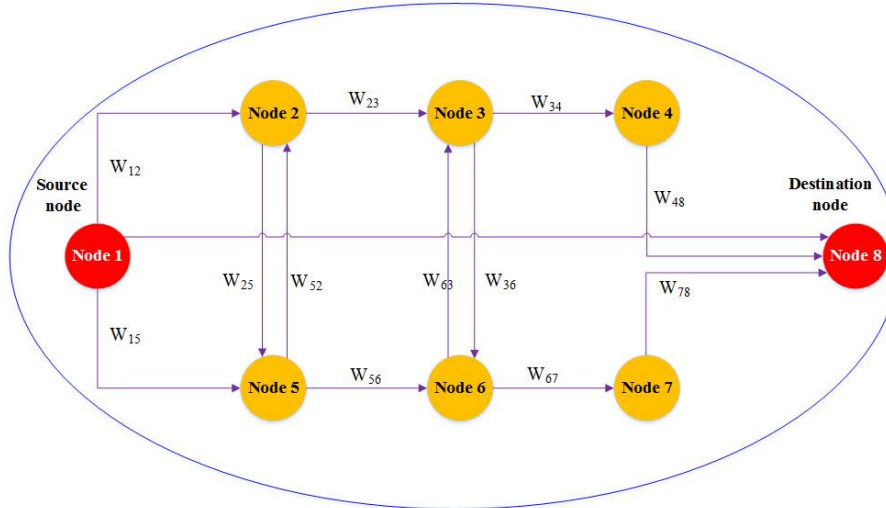 Node 2
W23
Node 3
W34
Node 4
W12
Source
node
Destination
node
W48
Node 1
Node 8
W25
W52
W63
W36
W78
W15
Node 5
W56
Node 6
W67
Node 7